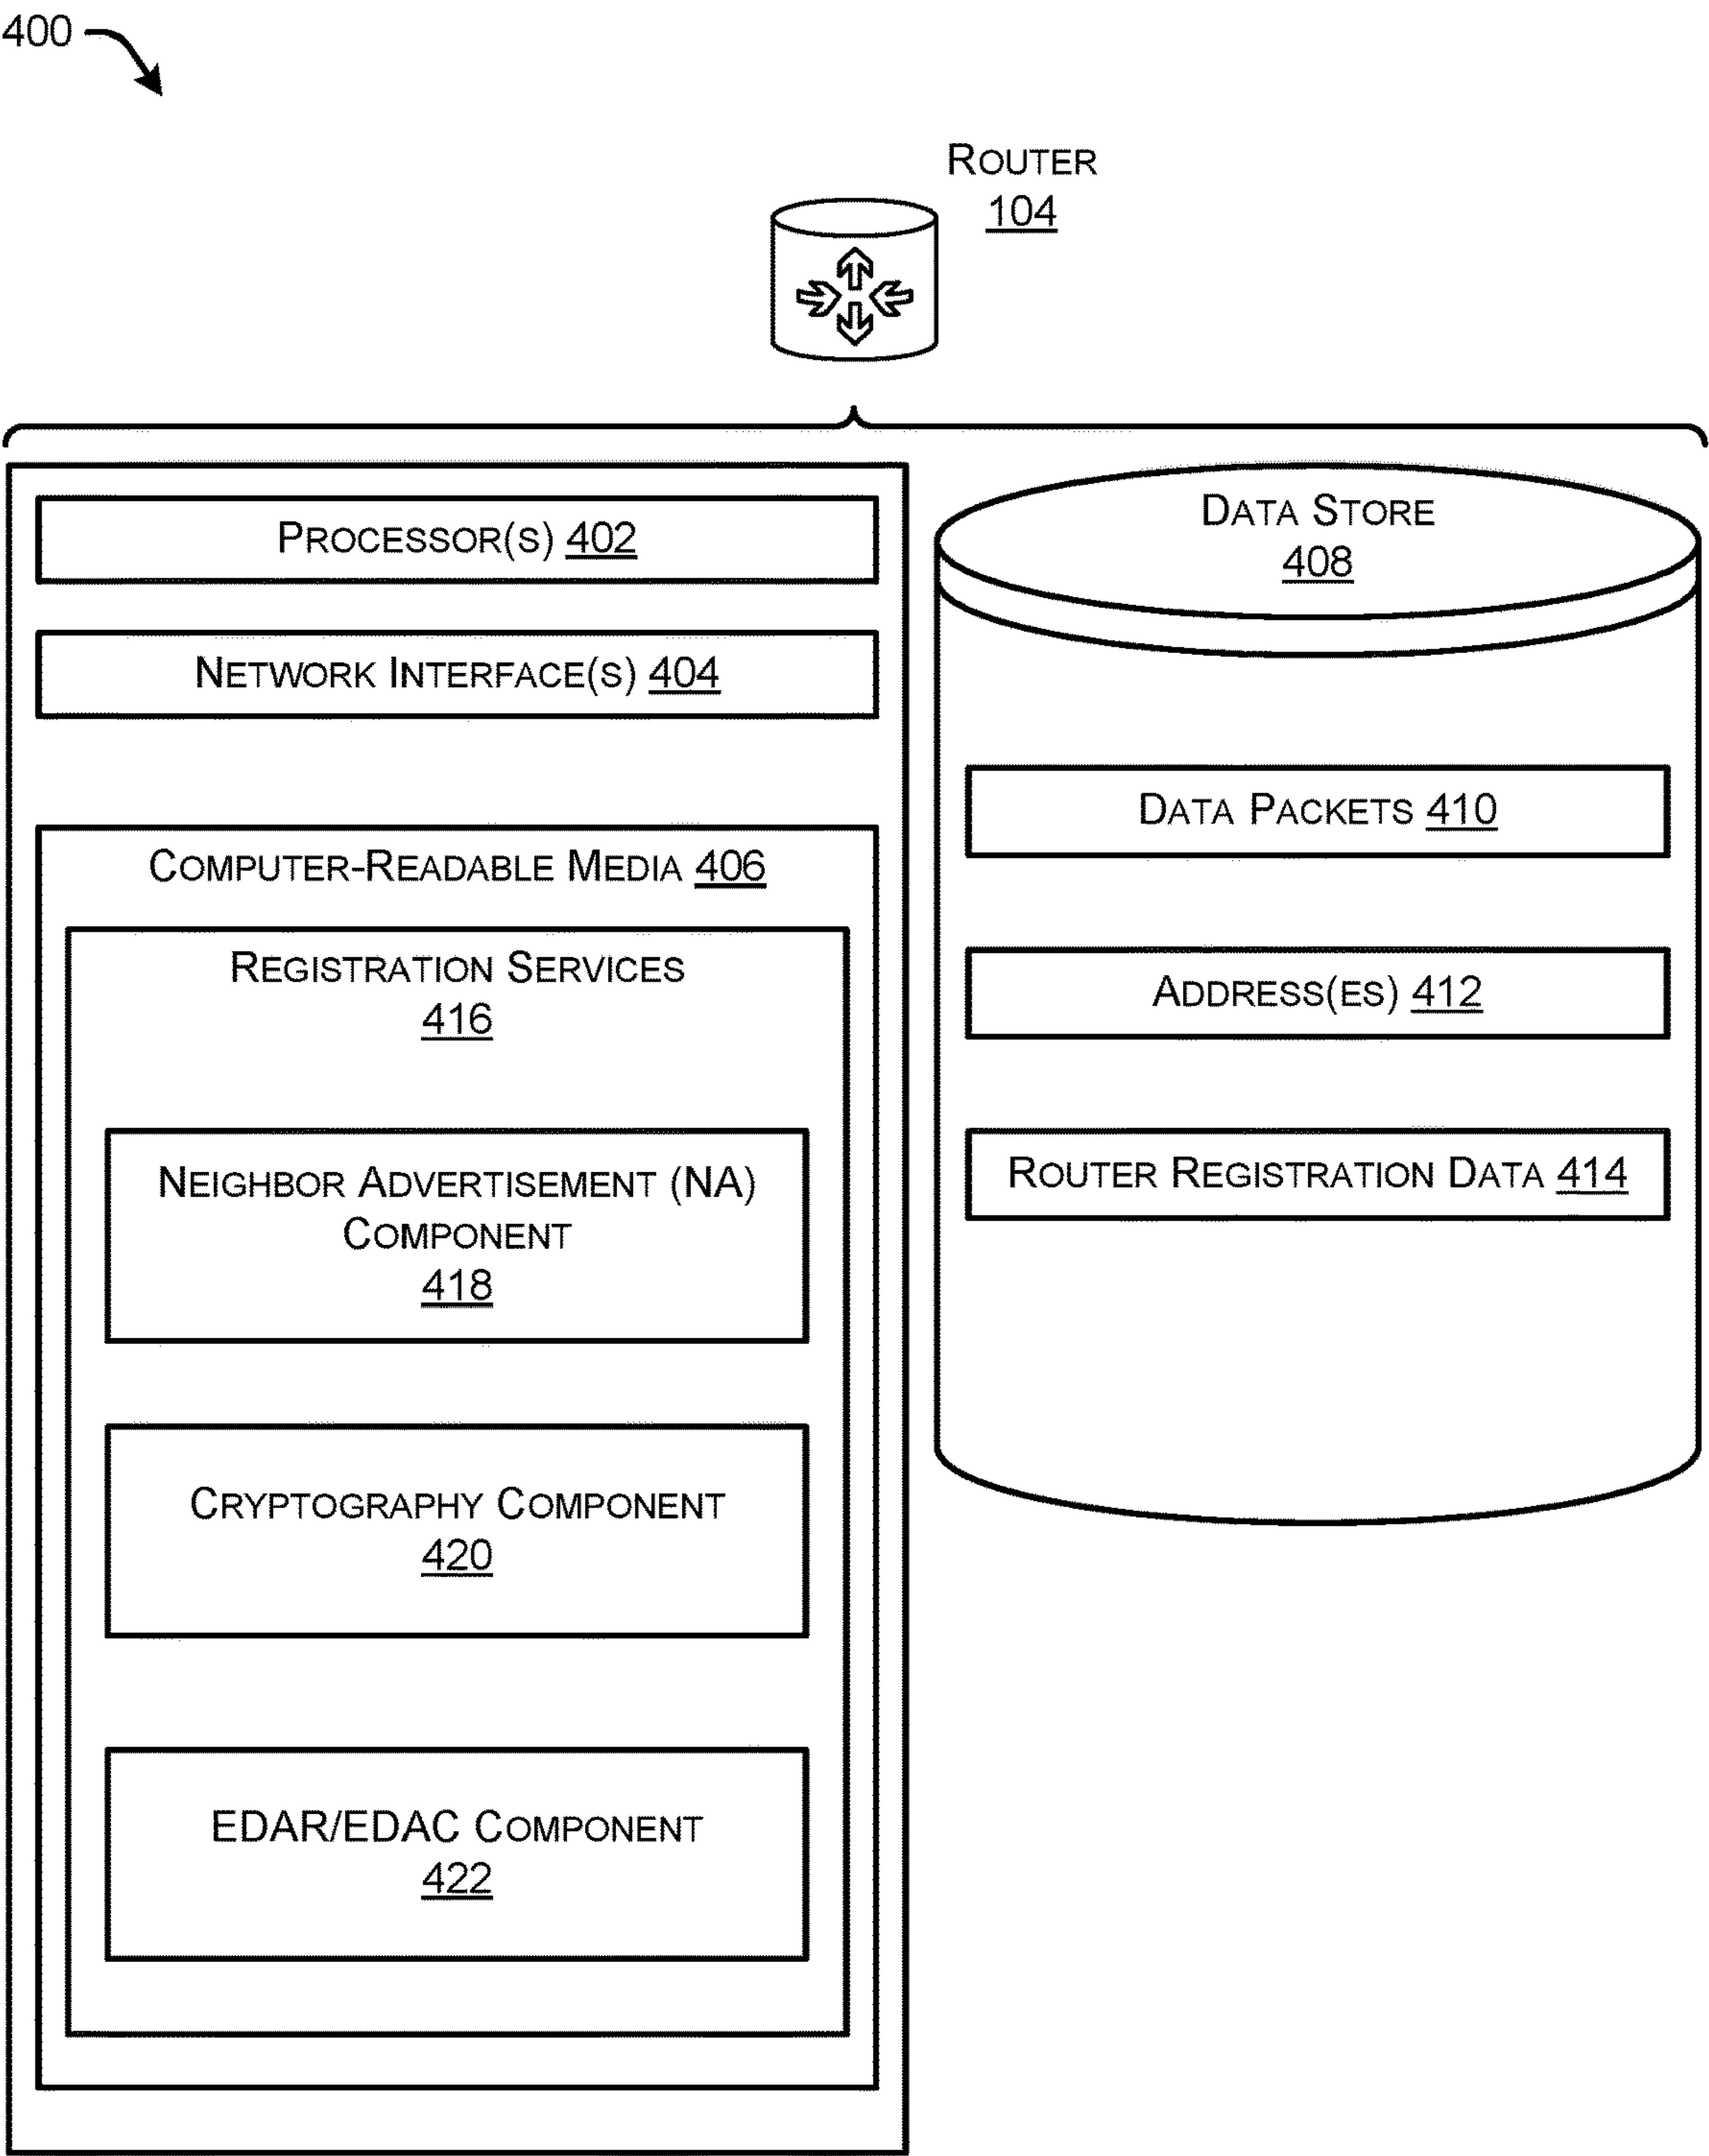 400
Router
104
Processor(s) 402
Network Interface(s) 404
Computer-Readable Media 406
Registration Services
416
Neighbor Advertisement (NA)
Component
418
Cryptography Component
420
EDAR/EDAC Component
422
Data Store
408
Data Packets 410
Address(es) 412
Router Registration Data 414